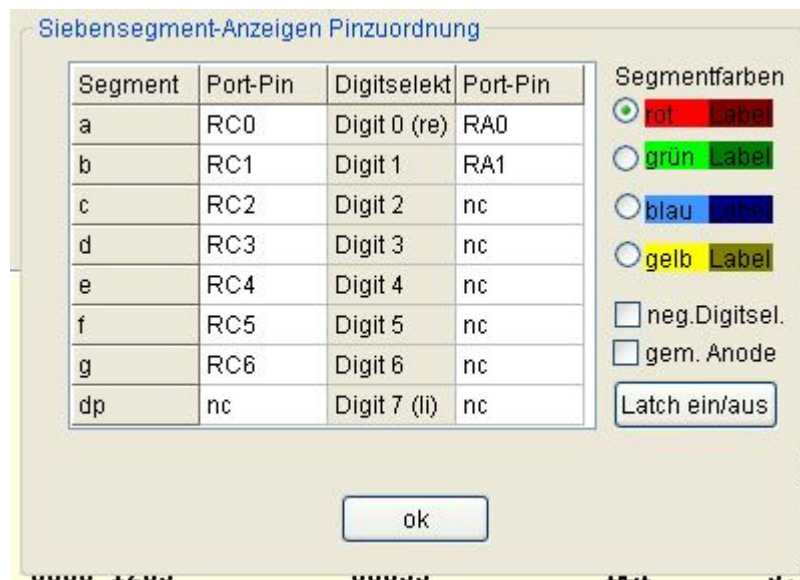 Siebensegment-Anzeigen Pinzuordnung
Segment Port-Pin Digitselekt Port-Pin
a RC0 Digit 0 (re) RA0
b RC1 Digit 1 RA1
c RC2 Digit 2 nc
d RC3 Digit 3 nc
e RC4 Digit 4 nc
f RC5 Digit 5 nc
g RC6 Digit 6 nc
dp nc Digit 7 (li) nc
Segmentfarben
rot Label
grün Label
blau Label
gelb Label
neg.Digitsel.
gem. Anode
Latch ein/aus
ok